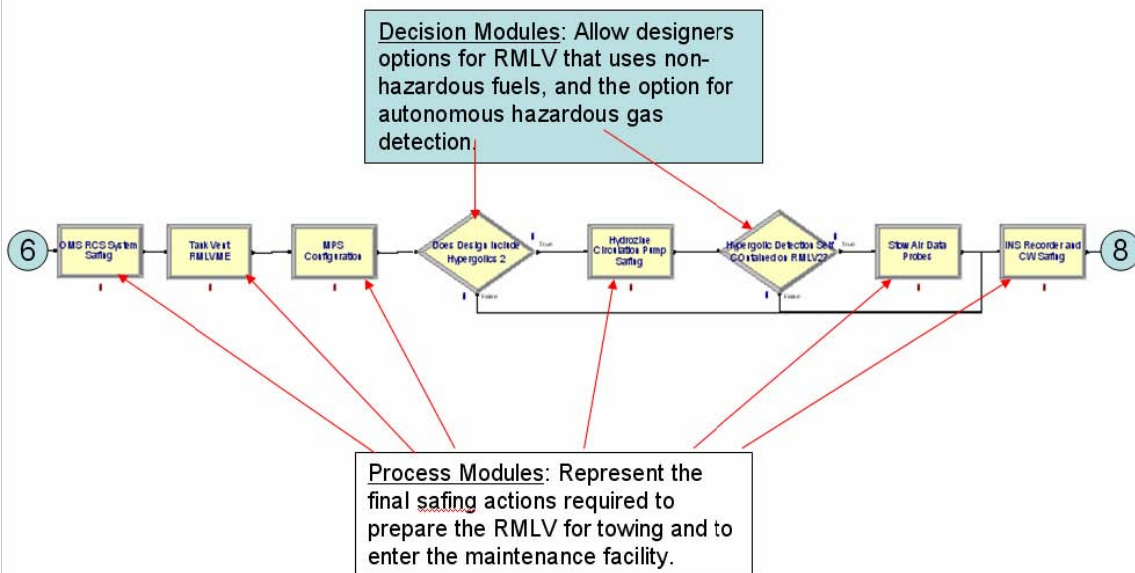 Decision Modules: Allow designers
options for RMLV that uses non-
hazardous fuels, and the option for
autonomous hazardous gas
detection.
6
OMS RCS System
Safing
Tank Vent
RMLVME
MPS
Configuration
Does Design Include
Hypergolics 2
True
False
Hydrozine
Circulation Pump
Safing
Hypergolic Detection Self
COntained on RMLV2?
True
False
Stow Air Data
Probes
INS Recorder and
CW Safing
8
Process Modules: Represent the
final safing actions required to
prepare the RMLV for towing and to
enter the maintenance facility.